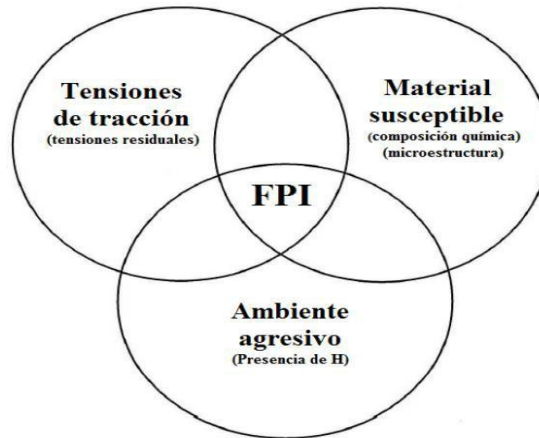 Tensiones
de tracción
(tensiones residuales)
Material
susceptible
(composición química)
(microestructura)
FPI
Ambiente
agresivo
(Presencia de H)